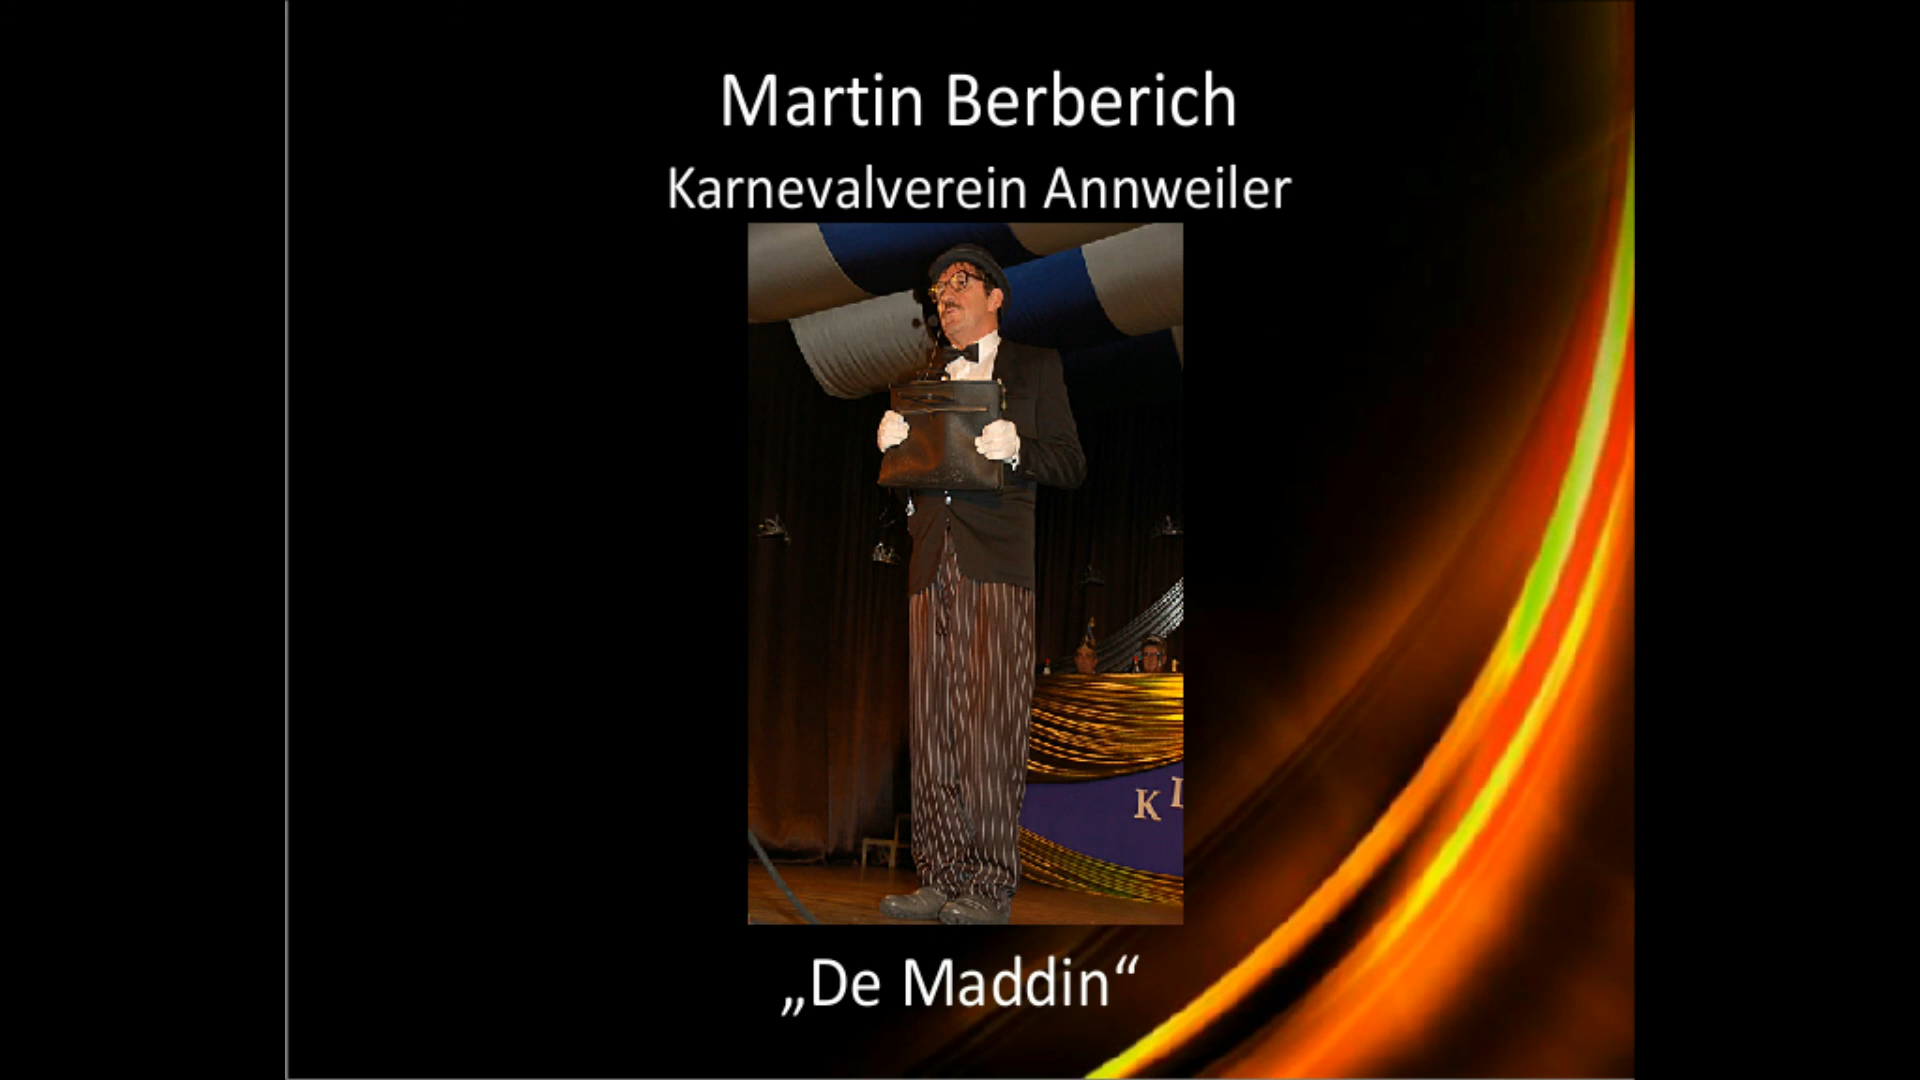 Martin Berberich
Karnevalverein Annweiler
K
„De Maddin“